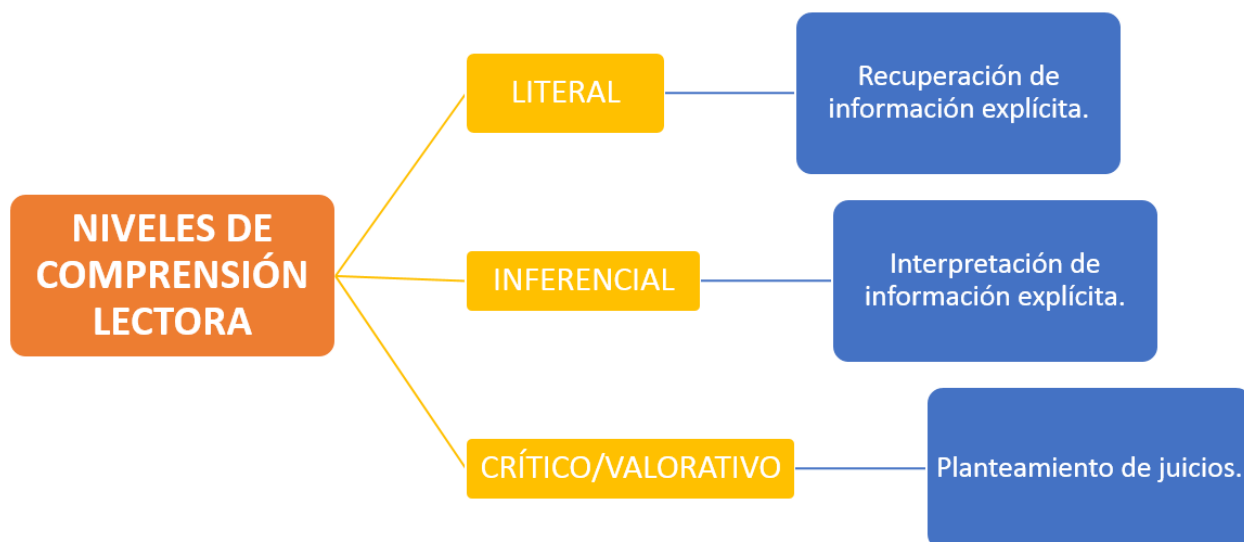 NIVELES DE
COMPRENSIÓN
LECTORA
LITERAL
Recuperación de
información explícita.
INFERENCIAL
Interpretación de
información explícita.
CRÍTICO/VALORATIVO
Planteamiento de juicios.